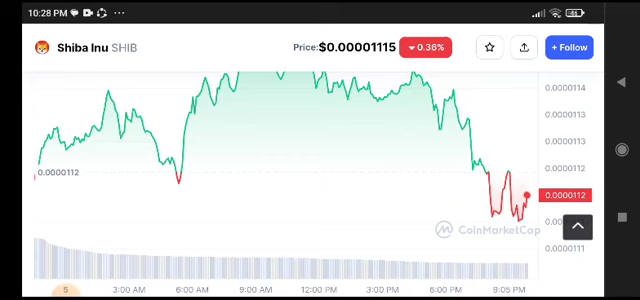 10:28 PM
Shiba Inu SHIB
Price: $0.00001115 0.36%
+ Follow
0.0000114
0.0000113
0.0000113
0.0000112
0.0000112
0.0000112
0.0000111
CoinMarketCap
5 3:00 AM 6:00 AM 9:00 AM 12:00 PM 3:00 PM 6:00 PM 9:05 PM